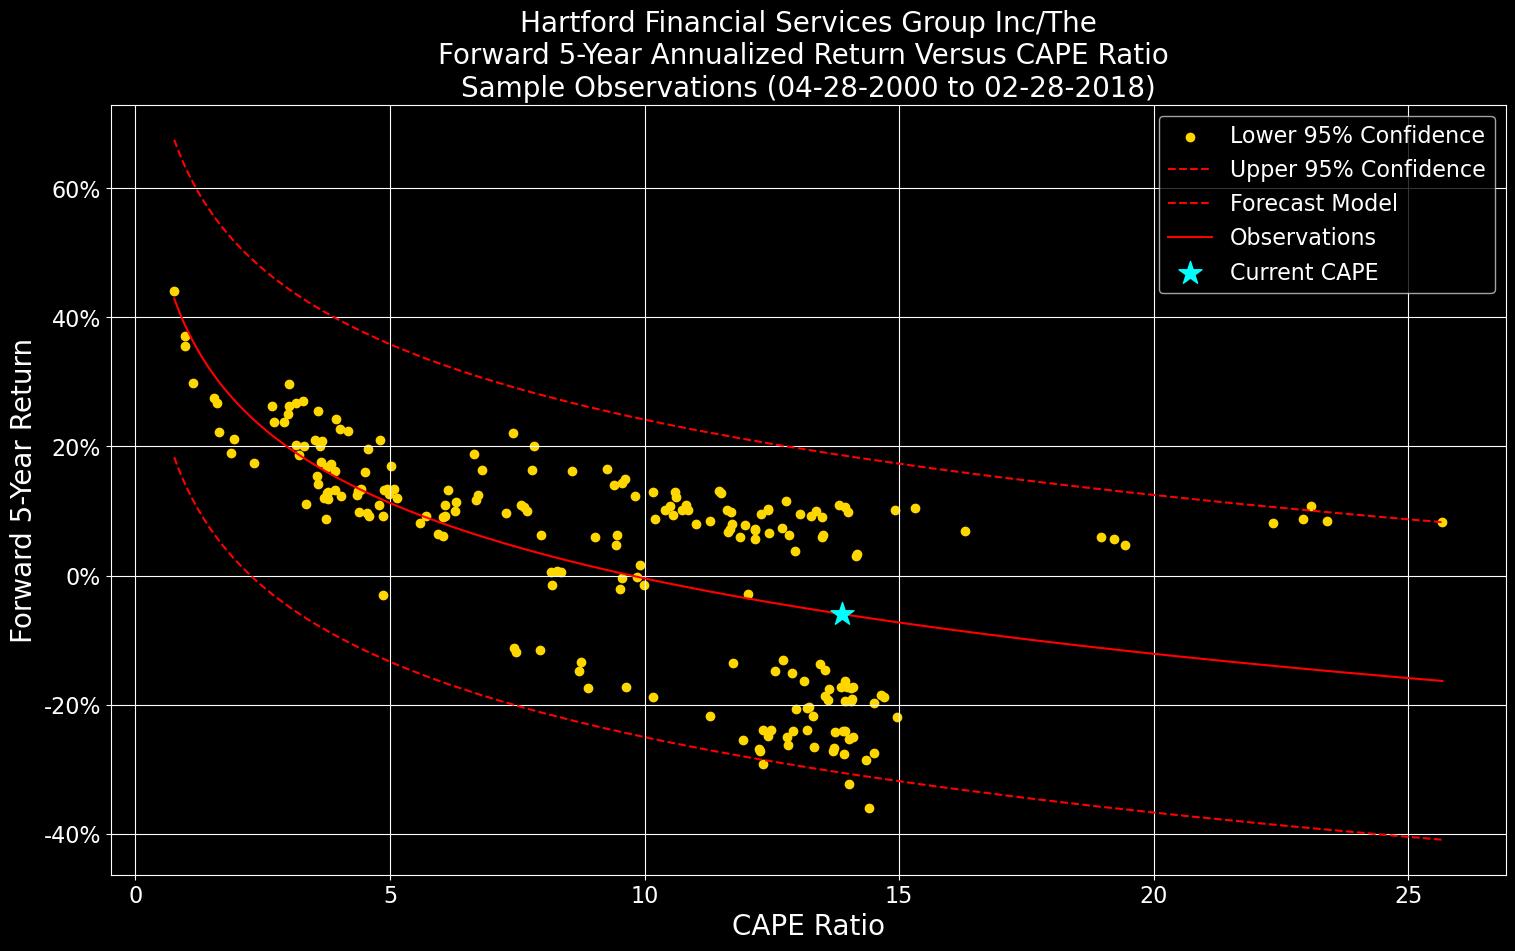 Hartford Financial Services Group Inc/The
Forward 5-Year Annualized Return Versus CAPE Ratio
Sample Observations (04-28-2000 to 02-28-2018)
Lower 95% Confidence
Upper 95% Confidence
Forecast Model
Observations
Current CAPE
Forward 5-Year Return
60%
40%
20%
0%
-20%
-40%
0 5 10 15 20 25
CAPE Ratio